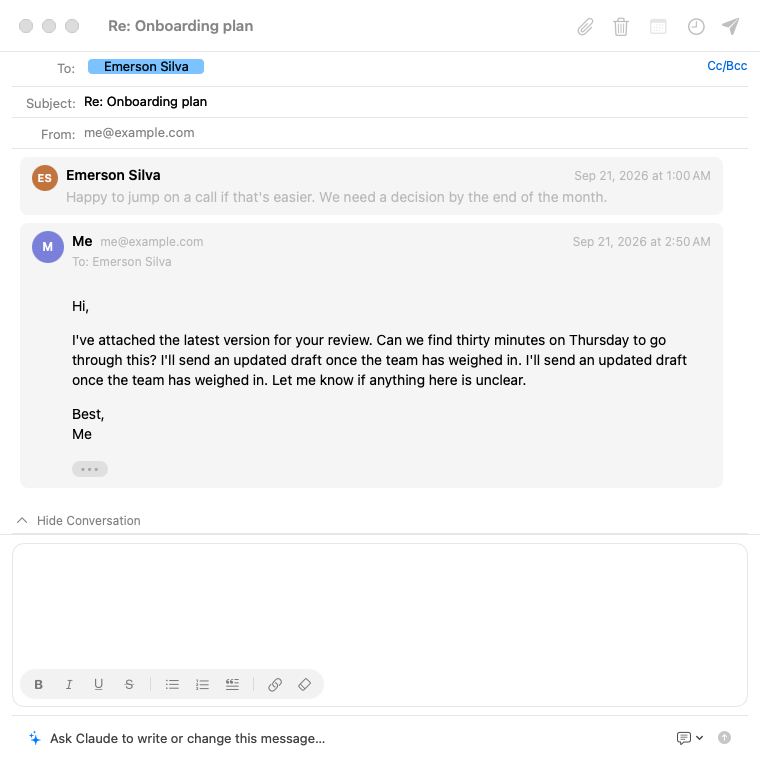 Re: Onboarding plan
To: Emerson Silva Cc/Bcc
Subject: Re: Onboarding plan
From: me@example.com
ES Emerson Silva Sep 21, 2026 at 1:00 AM
Happy to jump on a call if that's easier. We need a decision by the end of the month.
M Me me@example.com Sep 21, 2026 at 2:50 AM
To: Emerson Silva
Hi,
I've attached the latest version for your review. Can we find thirty minutes on Thursday to go
through this? I'll send an updated draft once the team has weighed in. I'll send an updated draft
once the team has weighed in. Let me know if anything here is unclear.
Best,
Me
Hide Conversation
B I U S
Ask Claude to write or change this message...